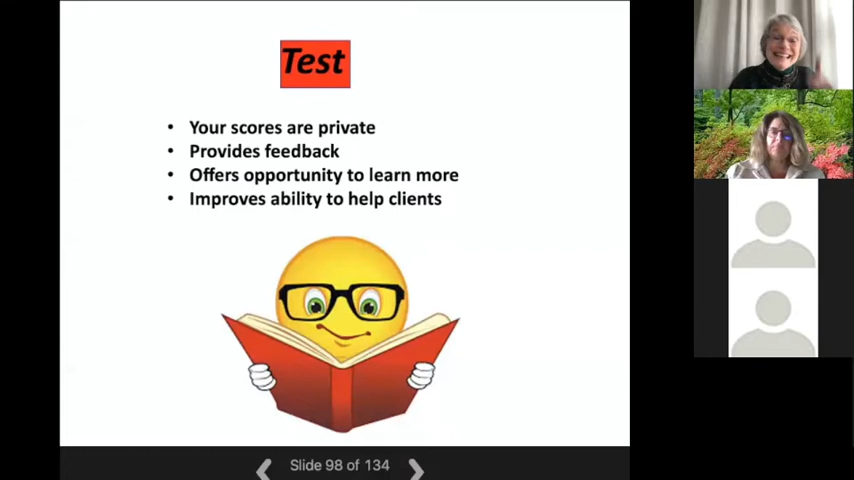 Test
• Your scores are private
• Provides feedback
• Offers opportunity to learn more
• Improves ability to help clients
Slide 98 of 134